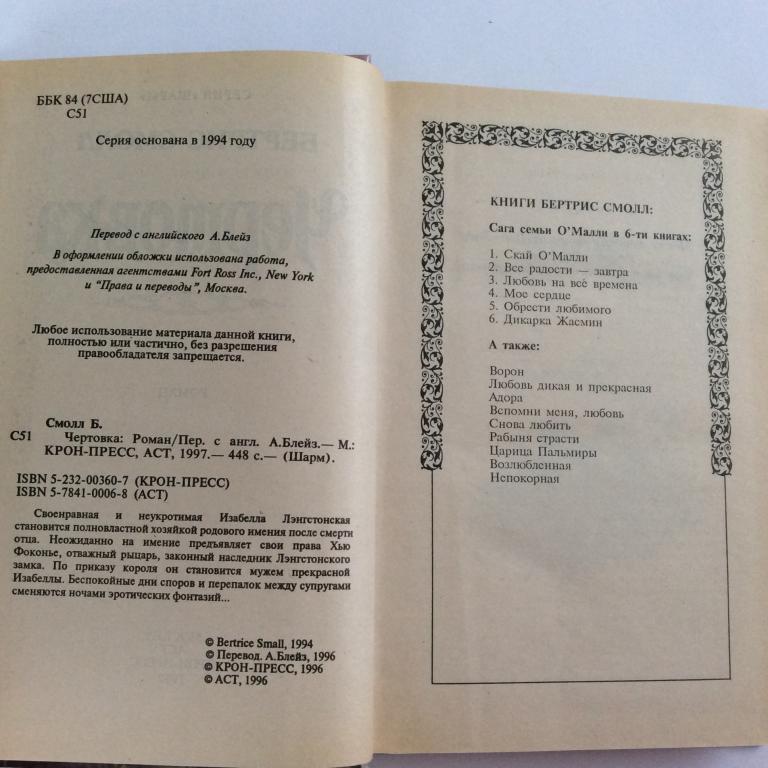 ББК 84 (7США)
С51
Серия основана в 1994 году
Перевод с английского А.Блейз
В оформлении обложки использована работа,
предоставленная агентствами Fort Ross Inc., New York
и "Права и переводы", Москва.
Любое использование материала данной книги,
полностью или частично, без разрешения
правообладателя запрещается.
Смолл Б.
С51 Чертовка: Роман/Пер. с англ. А.Блейз.— М.:
КРОН-ПРЕСС, АСТ, 1997.— 448 с.— (Шарм).
ISBN 5-232-00360-7 (КРОН-ПРЕСС)
ISBN 5-7841-0006-8 (АСТ)
Своенравная и неукротимая Изабелла Лэнгстонская
становится полновластной хозяйкой родового имения после смерти
отца. Неожиданно на имение предъявляет свои права Хью
Фоконье, отважный рыцарь, законный наследник Лэнгстонского
замка. По приказу короля он становится мужем прекрасной
Изабеллы. Беспокойные дни споров и перепалок между супругами
сменяются ночами эротических фонтазий...
© Bertrice Small, 1994
© Перевод. А.Блейз, 1996
© КРОН-ПРЕСС, 1996
© АСТ, 1996
КНИГИ БЕРТРИС СМОЛЛ:
Сага семьи О'Малли в 6-ти книгах:
1. Скай О'Малли
2. Все радости — завтра
3. Любовь на все времена
4. Мое сердце
5. Обрести любимого
6. Дикарка Жасмин
А также:
Ворон
Любовь дикая и прекрасная
Адора
Вспомни меня, любовь
Снова любить
Рабыня страсти
Царица Пальмиры
Возлюбленная
Непокорная